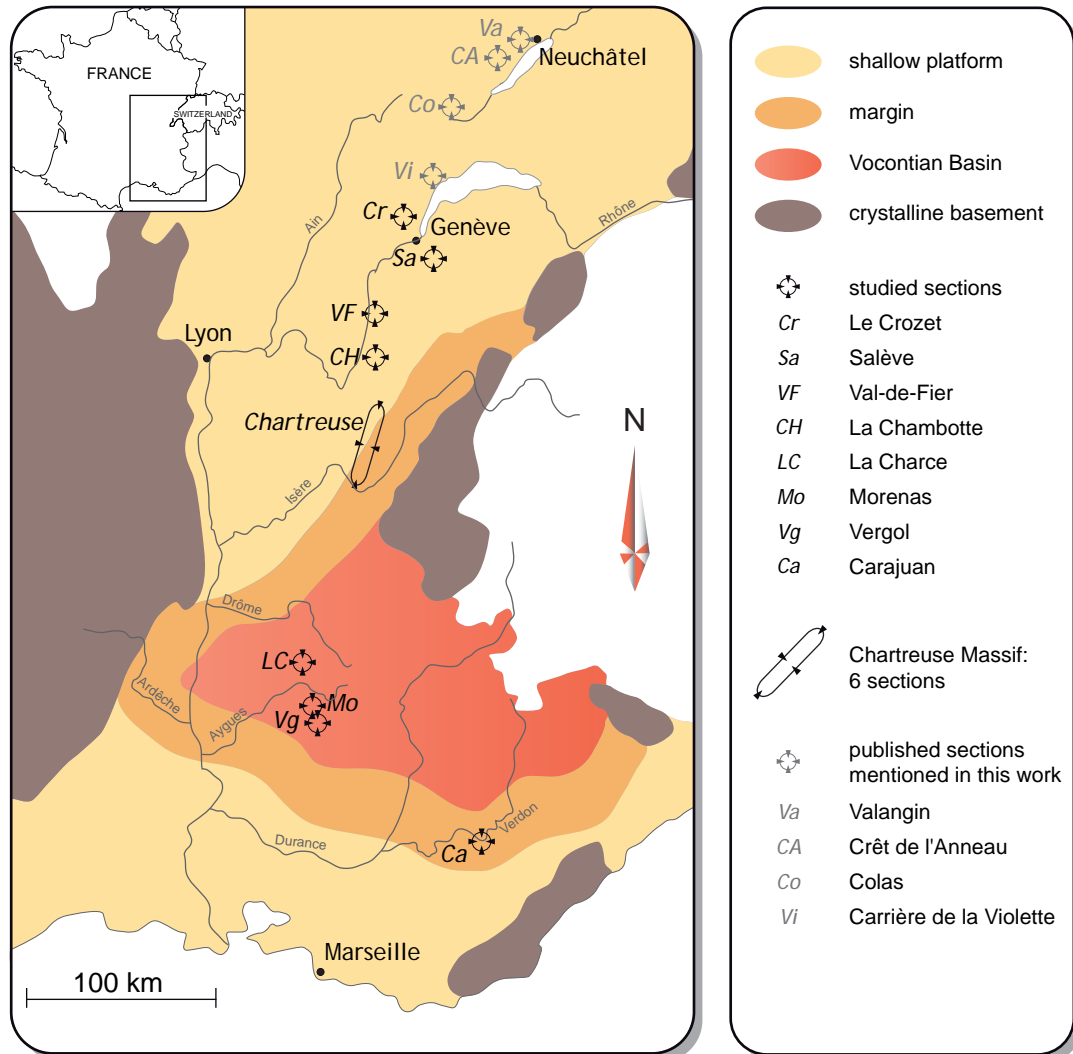 FRANCE
SWITZERLAND
Va
Neuchâtel
CA
Co
Vi
Cr
Genève
Sa
Rhône
Ain
VF
Lyon
CH
Chartreuse
N
Isère
Drôme
LC
Ardèche
Mo
Vg
Aygues
Verdon
Durance
Ca
Marseille
100 km
shallow platform
margin
Vocontian Basin
crystalline basement
studied sections
Cr Le Crozet
Sa Salève
VF Val-de-Fier
CH La Chambotte
LC La Charce
Mo Morenas
Vg Vergol
Ca Carajuan
Chartreuse Massif:
6 sections
published sections
mentioned in this work
Va Valangin
CA Crêt de l'Anneau
Co Colas
Vi Carrière de la Violette